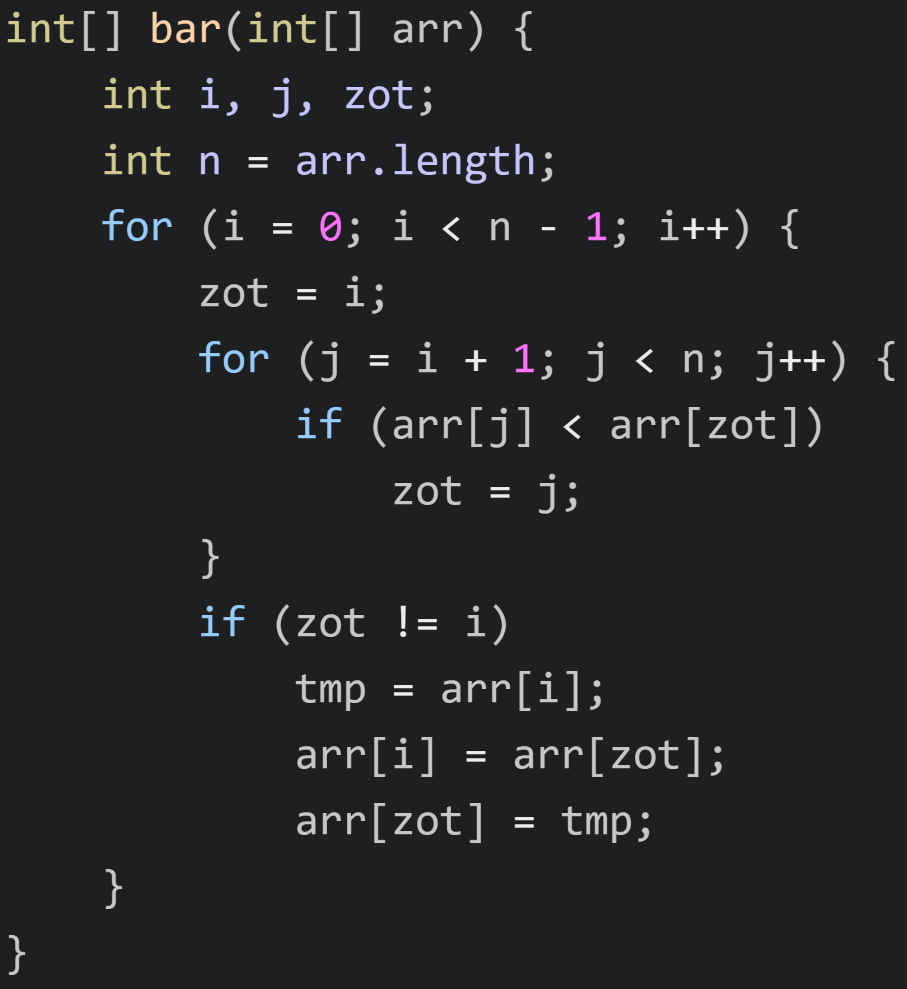 int[] bar(int[] arr) {
    int i, j, zot;
    int n = arr.length;
    for (i = 0; i < n - 1; i++) {
        zot = i;
        for (j = i + 1; j < n; j++) {
            if (arr[j] < arr[zot])
                zot = j;
        }
        if (zot != i)
            tmp = arr[i];
            arr[i] = arr[zot];
            arr[zot] = tmp;
    }
}